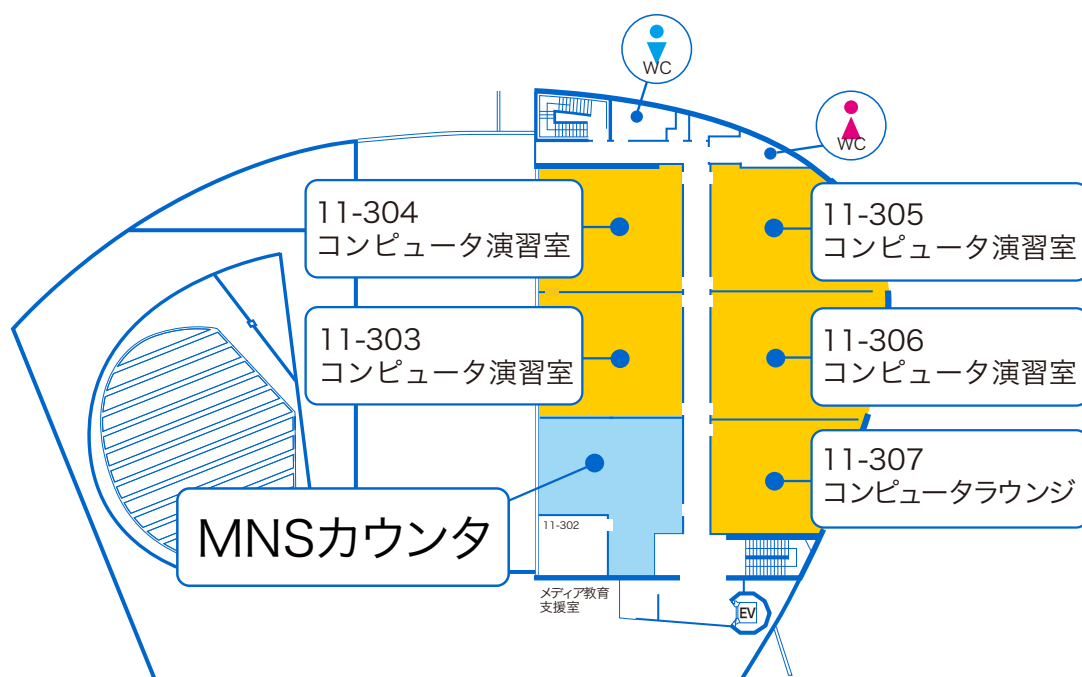 WC
WC
11-304
コンピュータ演習室
11-305
コンピュータ演習室
11-303
コンピュータ演習室
11-306
コンピュータ演習室
11-307
コンピュータラウンジ
MNSカウンタ
11-302
メディア教育
支援室
EV